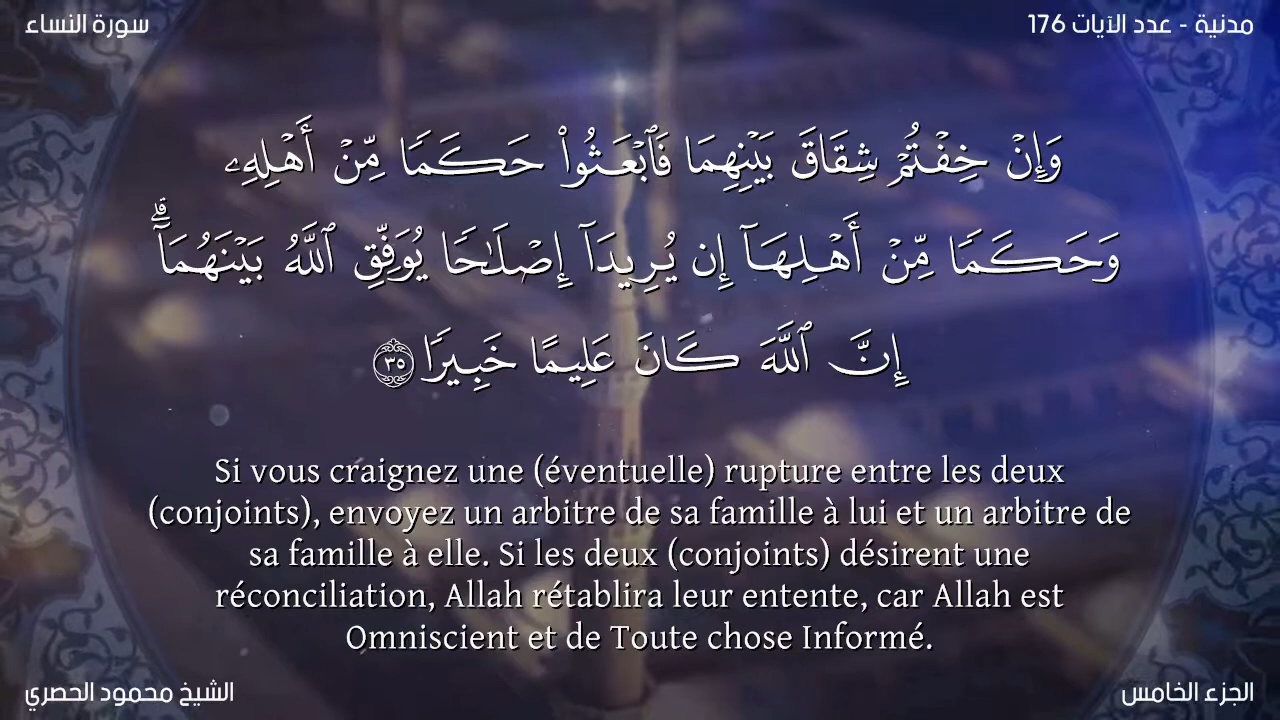 سورة النساء
مدنية - عدد الآيات 176
وَإِنْ خِفْتُمْ شِقَاقَ بَيْنِهِمَا فَٱبْعَثُوا۟ حَكَمًا مِّنْ أَهْلِهِۦ
وَحَكَمًا مِّنْ أَهْلِهَآ إِن يُرِيدَآ إِصْلَـٰحًا يُوَفِّقِ ٱللَّهُ بَيْنَهُمَآ ۗ
إِنَّ ٱللَّهَ كَانَ عَلِيمًا خَبِيرًا ٣٥
Si vous craignez une (éventuelle) rupture entre les deux
(conjoints), envoyez un arbitre de sa famille à lui et un arbitre de
sa famille à elle. Si les deux (conjoints) désirent une
réconciliation, Allah rétablira leur entente, car Allah est
Omniscient et de Toute chose Informé.
الشيخ محمود الحصري
الجزء الخامس